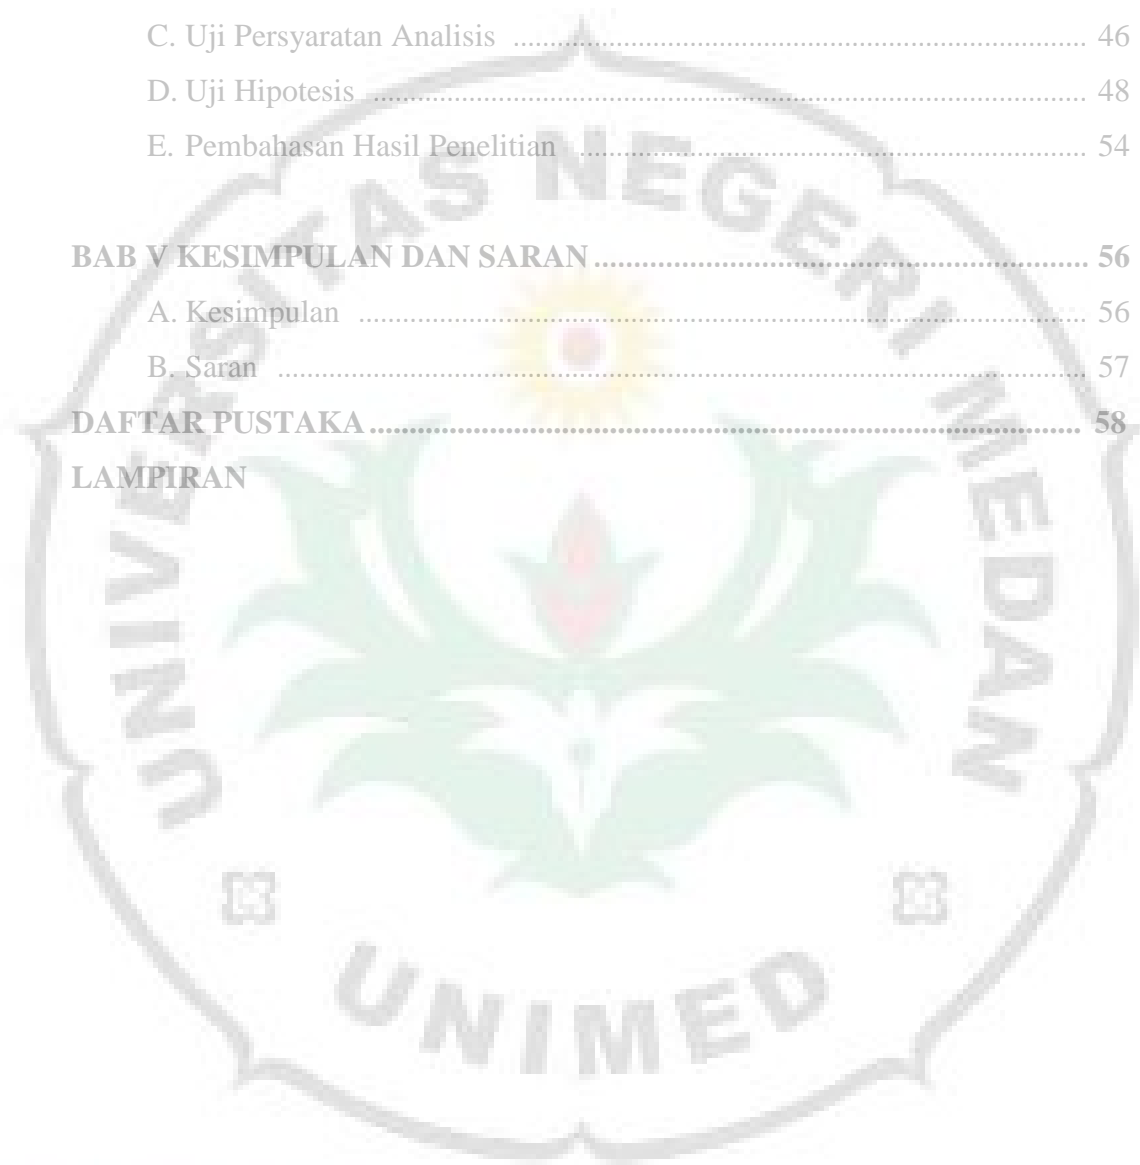 C. Uji Persyaratan Analisis ........................................................................... 46
D. Uji Hipotesis ............................................................................................. 48
E. Pembahasan Hasil Penelitian .................................................................. 54
BAB V KESIMPULAN DAN SARAN .................................................................................... 56
A. Kesimpulan ............................................................................................... 56
B. Saran ......................................................................................................... 57
DAFTAR PUSTAKA ......................................................................................................................... 58
LAMPIRAN
UNIVERSITAS NEGERI MEDAN
UNIMED